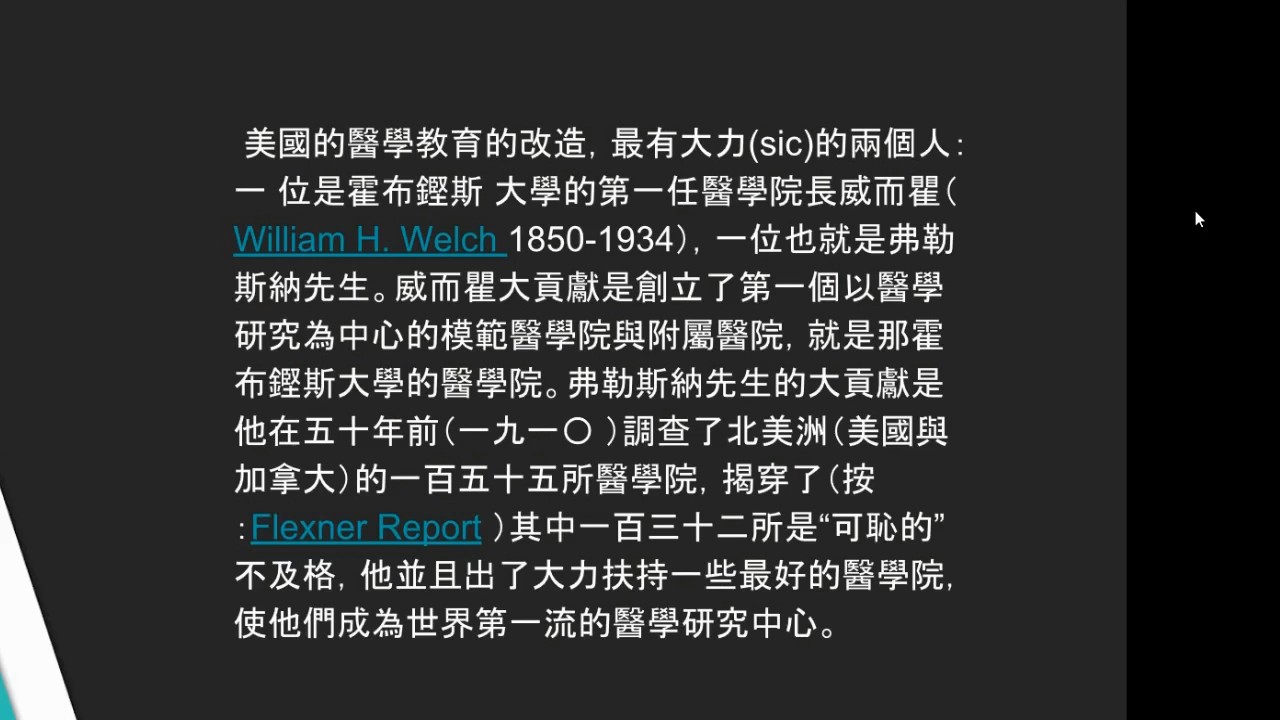 美國的醫學教育的改造，最有大力(sic)的兩個人：
一 位是霍布鏗斯 大學的第一任醫學院長威而瞿（
William H. Welch 1850-1934），一位也就是弗勒
斯納先生。威而瞿大貢獻是創立了第一個以醫學
研究為中心的模範醫學院與附屬醫院，就是那霍
布鏗斯大學的醫學院。弗勒斯納先生的大貢獻是
他在五十年前（一九一〇 ）調查了北美洲（美國與
加拿大）的一百五十五所醫學院，揭穿了（按
：Flexner Report ）其中一百三十二所是“可恥的”
不及格，他並且出了大力扶持一些最好的醫學院，
使他們成為世界第一流的醫學研究中心。